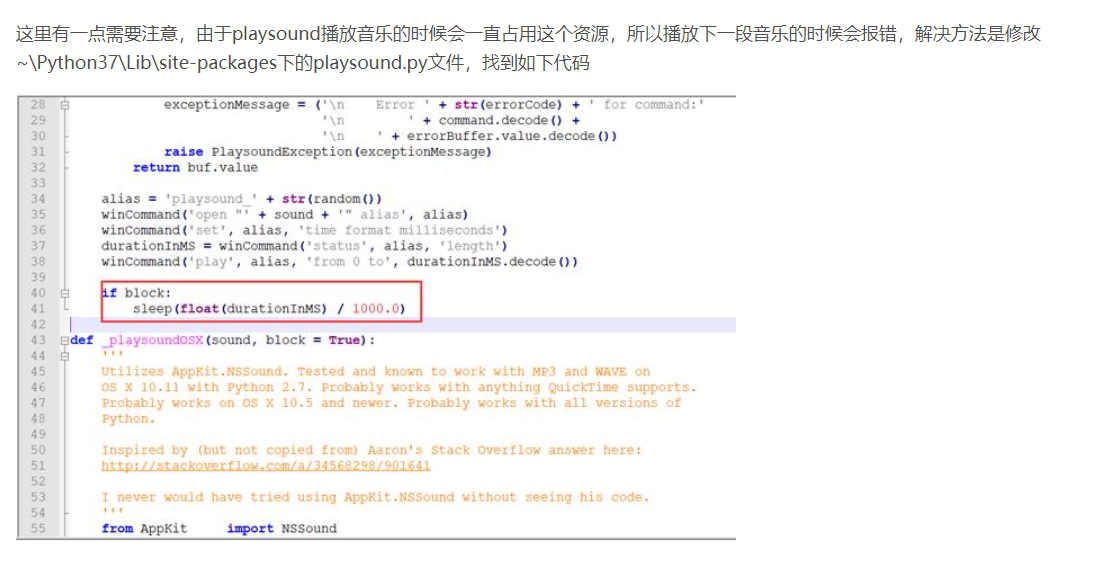 这里有一点需要注意，由于playsound播放音乐的时候会一直占用这个资源，所以播放下一段音乐的时候会报错，解决方法是修改
~\Python37\Lib\site-packages下的playsound.py文件，找到如下代码
28 exceptionMessage = ('\n    Error ' + str(errorCode) + ' for command:'
29 '\n        ' + command.decode() +
30 '\n    ' + errorBuffer.value.decode())
31 raise PlaysoundException(exceptionMessage)
32 return buf.value
33
34 alias = 'playsound_' + str(random())
35 winCommand('open "' + sound + '" alias', alias)
36 winCommand('set', alias, 'time format milliseconds')
37 durationInMS = winCommand('status', alias, 'length')
38 winCommand('play', alias, 'from 0 to', durationInMS.decode())
39
40 if block:
41 sleep(float(durationInMS) / 1000.0)
42
43 def _playsoundOSX(sound, block = True):
44 '''
45 Utilizes AppKit.NSSound. Tested and known to work with MP3 and WAVE on
46 OS X 10.11 with Python 2.7. Probably works with anything QuickTime supports.
47 Probably works on OS X 10.5 and newer. Probably works with all versions of
48 Python.
49
50 Inspired by (but not copied from) Aaron's Stack Overflow answer here:
51 http://stackoverflow.com/a/34568298/901641
52
53 I never would have tried using AppKit.NSSound without seeing his code.
54 '''
55 from AppKit     import NSSound